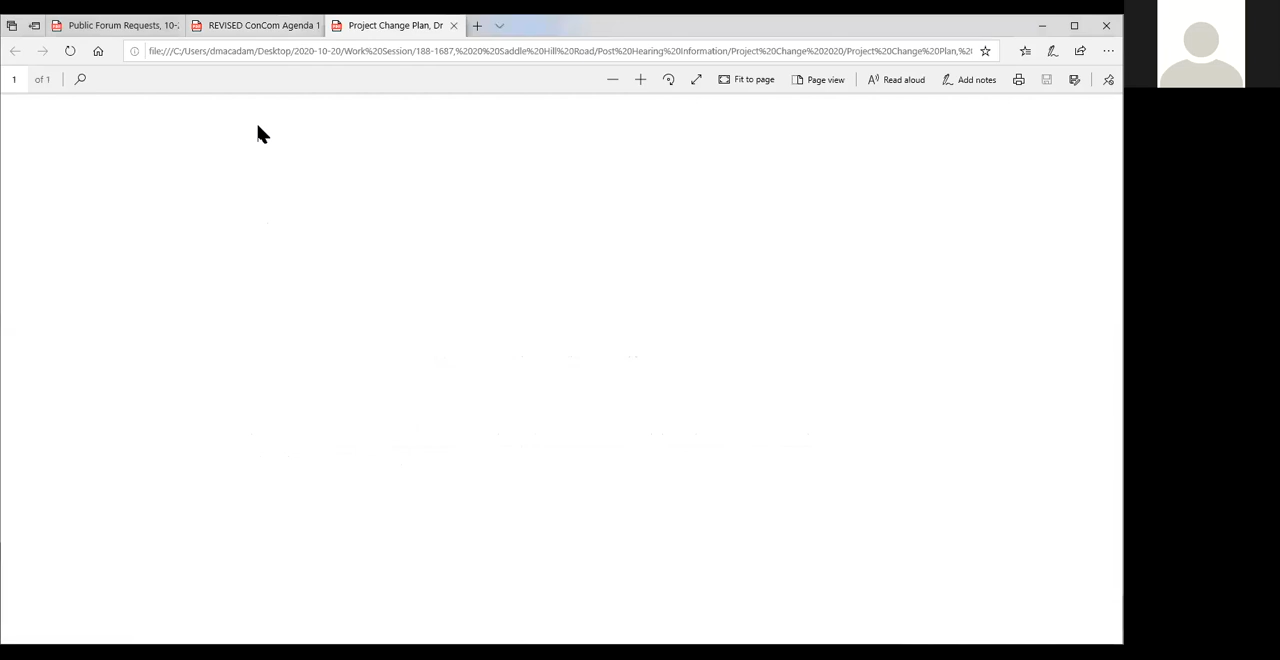 Public Forum Requests, 10-
REVISED ConCom Agenda 1
Project Change Plan, Dr
file:///C:/Users/dmacadam/Desktop/2020-10-20/Work%20Session/188-1687,%2020%20Saddle%20Hill%20Road/Post%20Hearing%20Information/Project%20Change%202020/Project%20Change%20Plan,%20
1 of 1
Fit to page
Page view
A Read aloud
Add notes